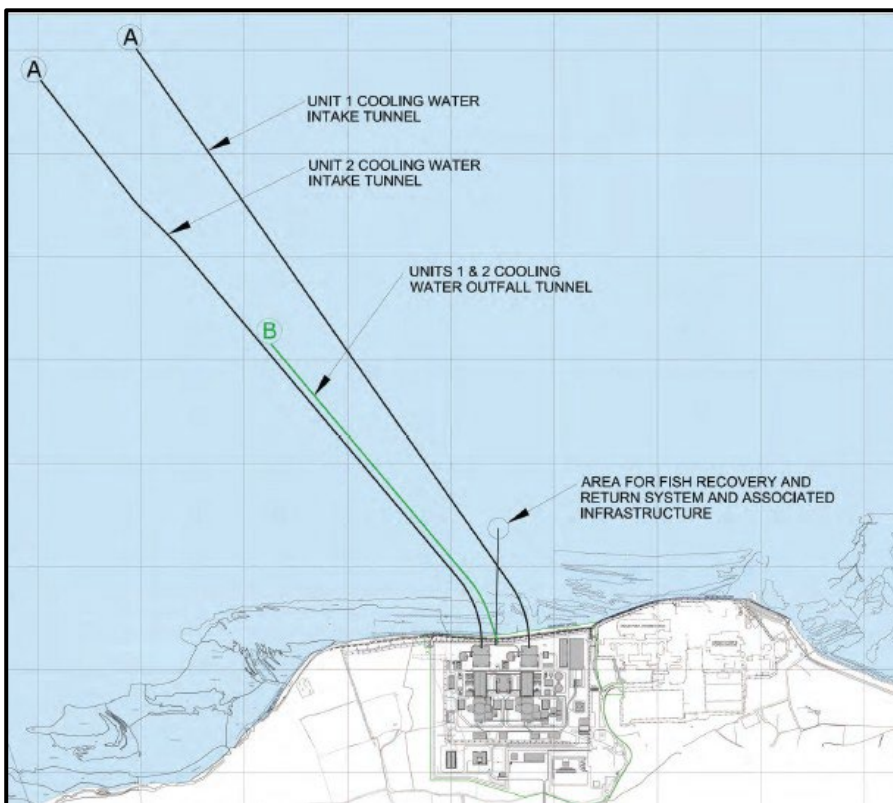 A
A
UNIT 1 COOLING WATER
INTAKE TUNNEL
UNIT 2 COOLING WATER
INTAKE TUNNEL
UNITS 1 & 2 COOLING
WATER OUTFALL TUNNEL
B
AREA FOR FISH RECOVERY AND
RETURN SYSTEM AND ASSOCIATED
INFRASTRUCTURE